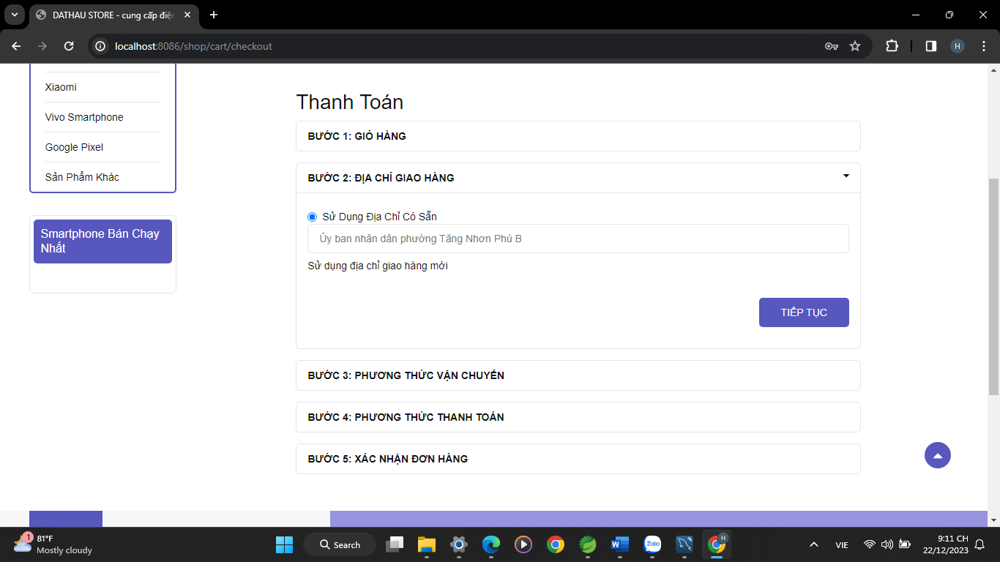 DATHAU STORE - cung cấp điện
localhost:8086/shop/cart/checkout
H
Xiaomi
Vivo Smartphone
Google Pixel
Sản Phẩm Khác
Smartphone Bán Chạy
Nhất
Thanh Toán
BƯỚC 1: GIỎ HÀNG
BƯỚC 2: ĐỊA CHỈ GIAO HÀNG
Sử Dụng Địa Chỉ Có Sẵn
Ủy ban nhân dân phường Tăng Nhơn Phú B
Sử dụng địa chỉ giao hàng mới
TIẾP TỤC
BƯỚC 3: PHƯƠNG THỨC VẬN CHUYỂN
BƯỚC 4: PHƯƠNG THỨC THANH TOÁN
BƯỚC 5: XÁC NHẬN ĐƠN HÀNG
1
81°F
Mostly cloudy
Search
Zalo
H
VIE
9:11 CH
22/12/2023